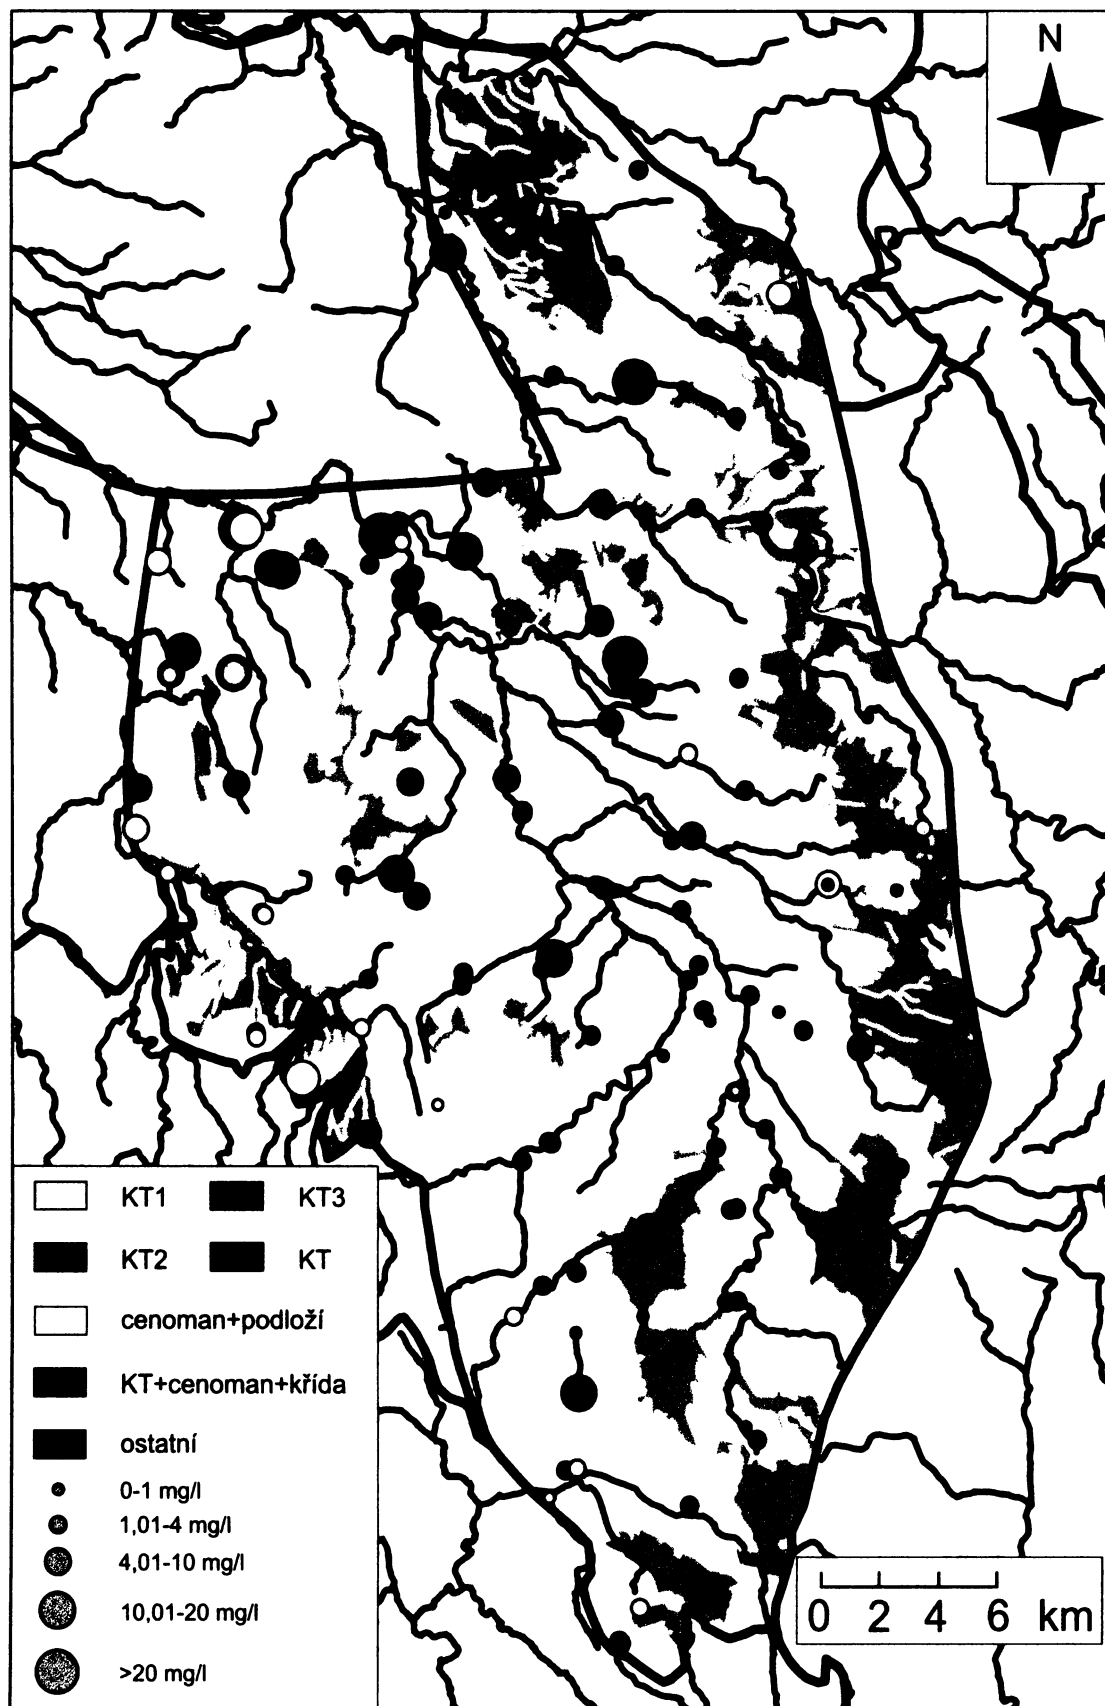 N
KT1 KT3
KT2 KT
cenoman+podloží
KT+cenoman+křída
ostatní
0-1 mg/l
1,01-4 mg/l
4,01-10 mg/l
10,01-20 mg/l
>20 mg/l
0 2 4 6 km